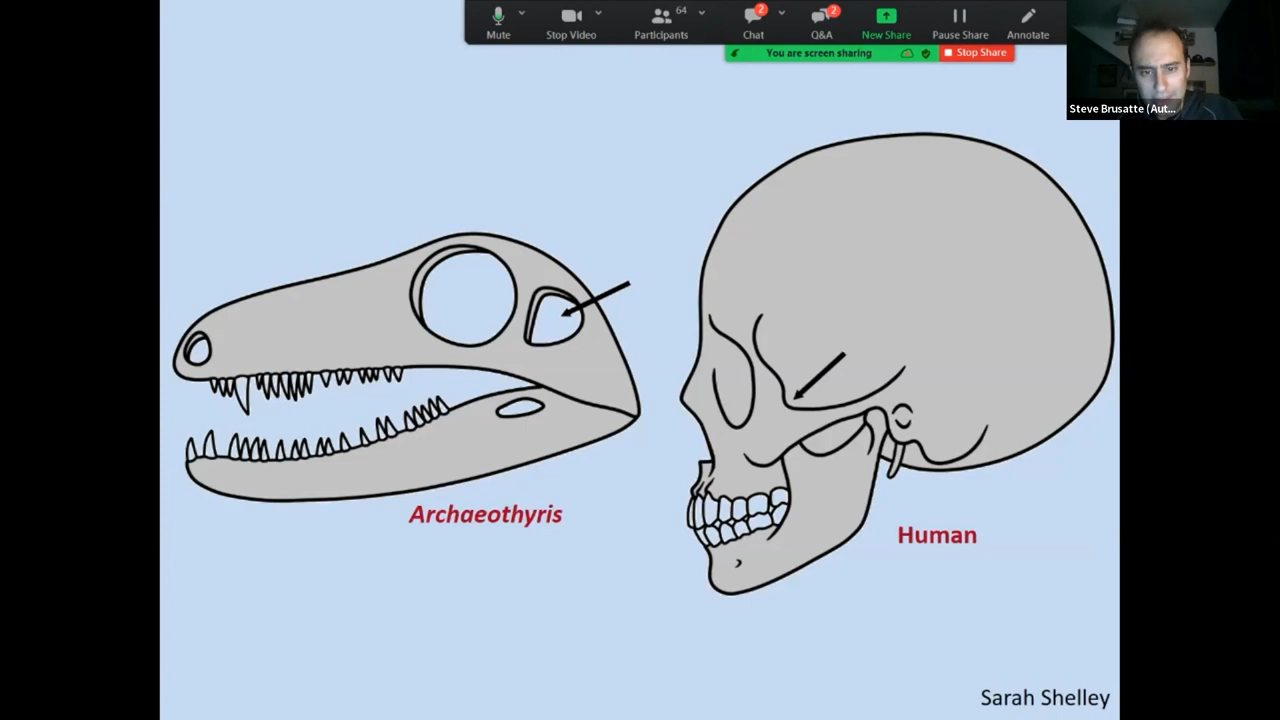 64
2
2
Mute
Stop Video
Participants
Chat
Q&A
New Share
Pause Share
Annotate
You are screen sharing
Stop Share
Steve Brusatte (Aut...
Archaeothyris
Human
Sarah Shelley